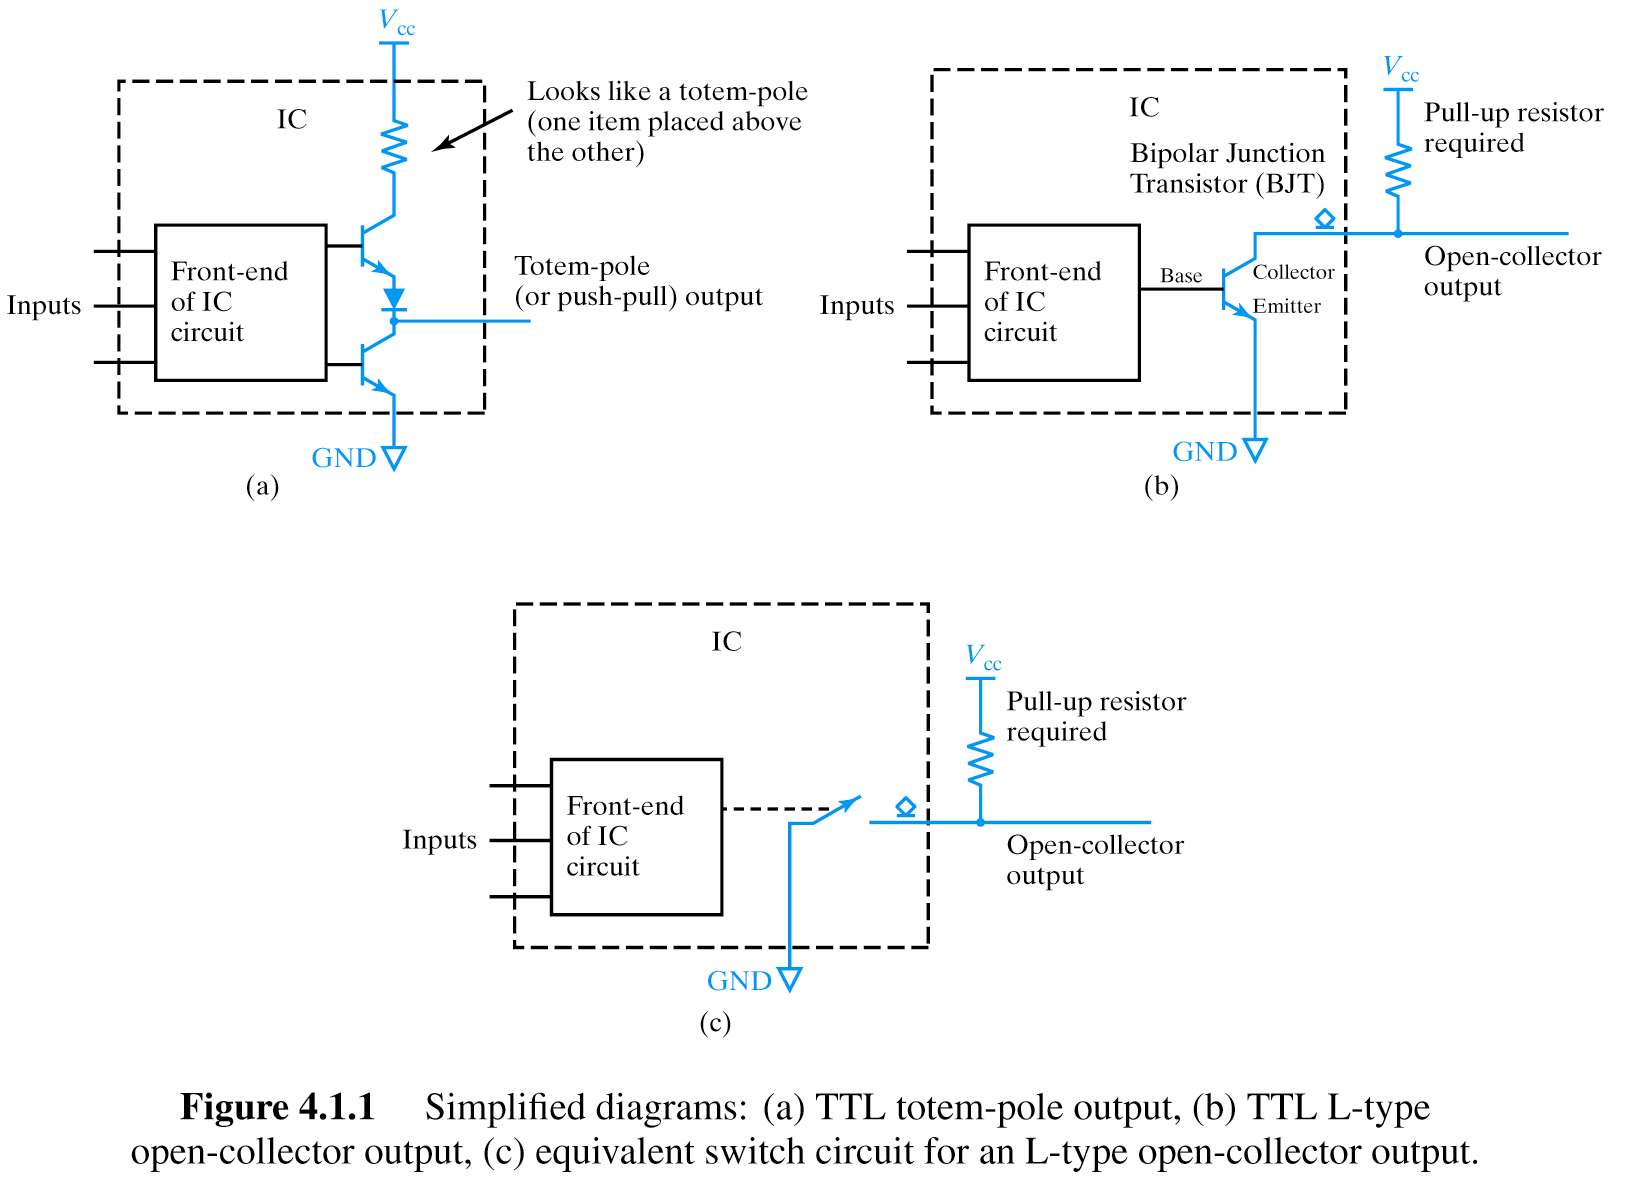 Vcc
IC
Looks like a totem-pole
(one item placed above
the other)
Inputs
Front-end
of IC
circuit
Totem-pole
(or push-pull) output
GND
(a)
Vcc
IC
Pull-up resistor
required
Bipolar Junction
Transistor (BJT)
Inputs
Front-end
of IC
circuit
Base
Collector
Emitter
Open-collector
output
GND
(b)
IC
Vcc
Pull-up resistor
required
Inputs
Front-end
of IC
circuit
Open-collector
output
GND
(c)
Figure 4.1.1 Simplified diagrams: (a) TTL totem-pole output, (b) TTL L-type
open-collector output, (c) equivalent switch circuit for an L-type open-collector output.